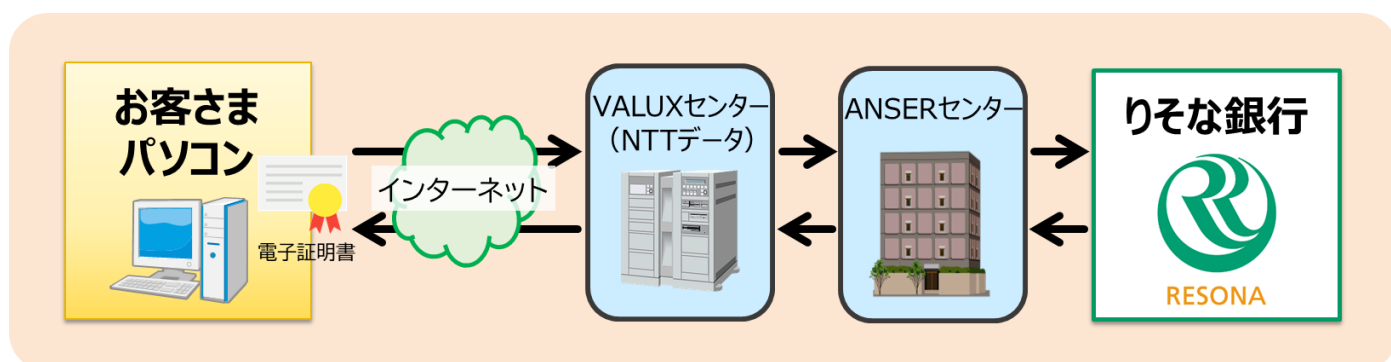 お客さま
パソコン
電子証明書
インターネット
VALUXセンター
（NTTデータ）
ANSERセンター
りそな銀行
RESONA